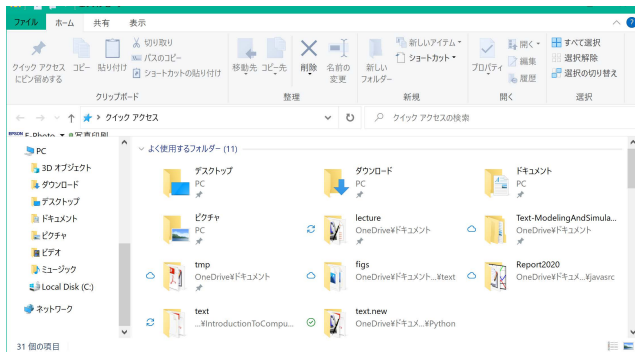 ファイル ホーム 共有 表示
クイック アクセスにピン留めする
コピー
貼り付け
切り取り
パスのコピー
ショートカットの貼り付け
クリップボード
移動先
コピー先
削除
名前の変更
整理
新しいフォルダー
新しいアイテム
ショートカット
新規
プロパティ
開く
編集
履歴
開く
すべて選択
選択解除
選択の切り替え
選択
クイック アクセス
クイック アクセスの検索
PC
3D オブジェクト
ダウンロード
デスクトップ
ドキュメント
ピクチャ
ビデオ
ミュージック
Local Disk (C:)
ネットワーク
よく使用するフォルダー (11)
デスクトップ
PC
ダウンロード
PC
ドキュメント
PC
ピクチャ
PC
lecture
OneDrive¥ドキュメント
Text-ModelingAndSimula...
OneDrive¥ドキュメント
tmp
OneDrive¥ドキュメント
figs
OneDrive¥ドキュメント...¥text
Report2020
OneDrive¥ドキュメ...¥javasrc
text
...¥IntroductionToCompu...
text.new
OneDrive¥ドキュメ...¥Python
31 個の項目